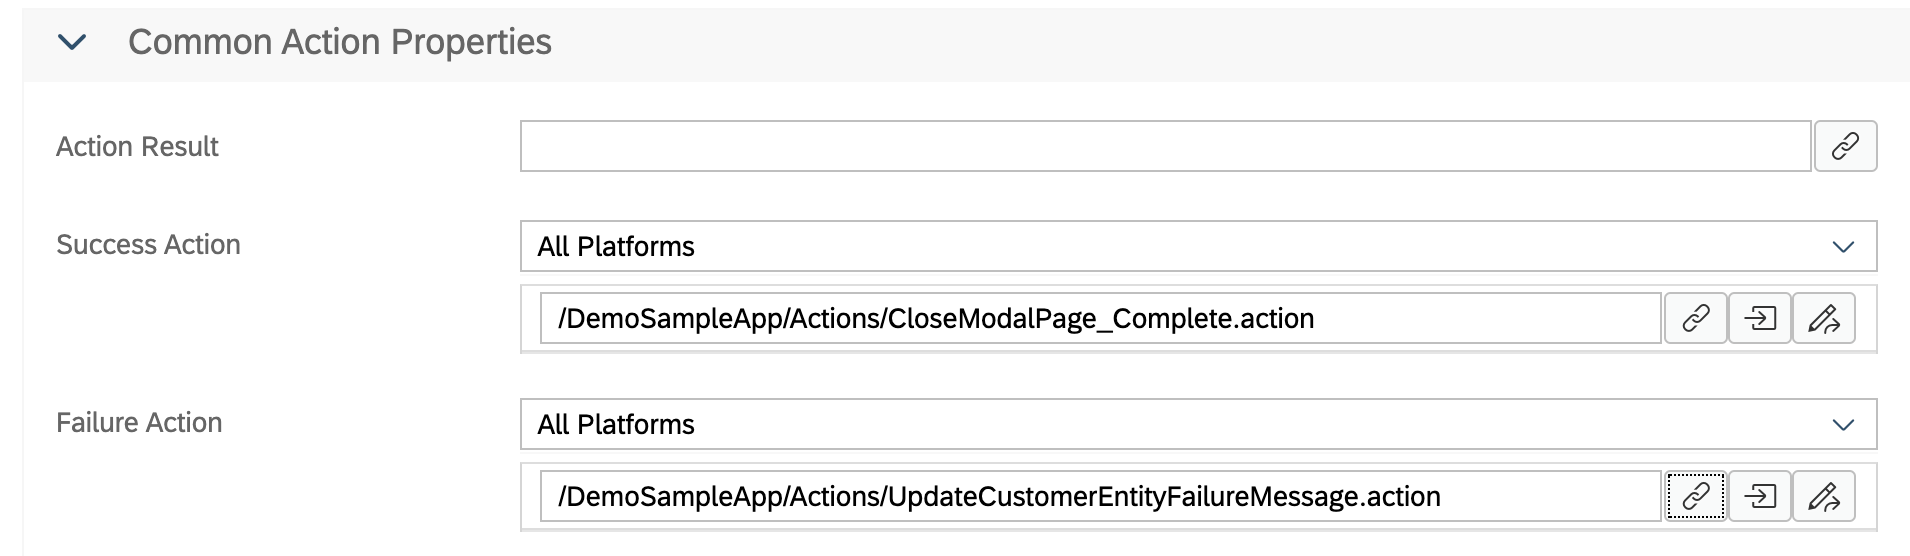 Common Action Properties
Action Result
Success Action
All Platforms
/DemoSampleApp/Actions/CloseModalPage_Complete.action
Failure Action
All Platforms
/DemoSampleApp/Actions/UpdateCustomerEntityFailureMessage.action